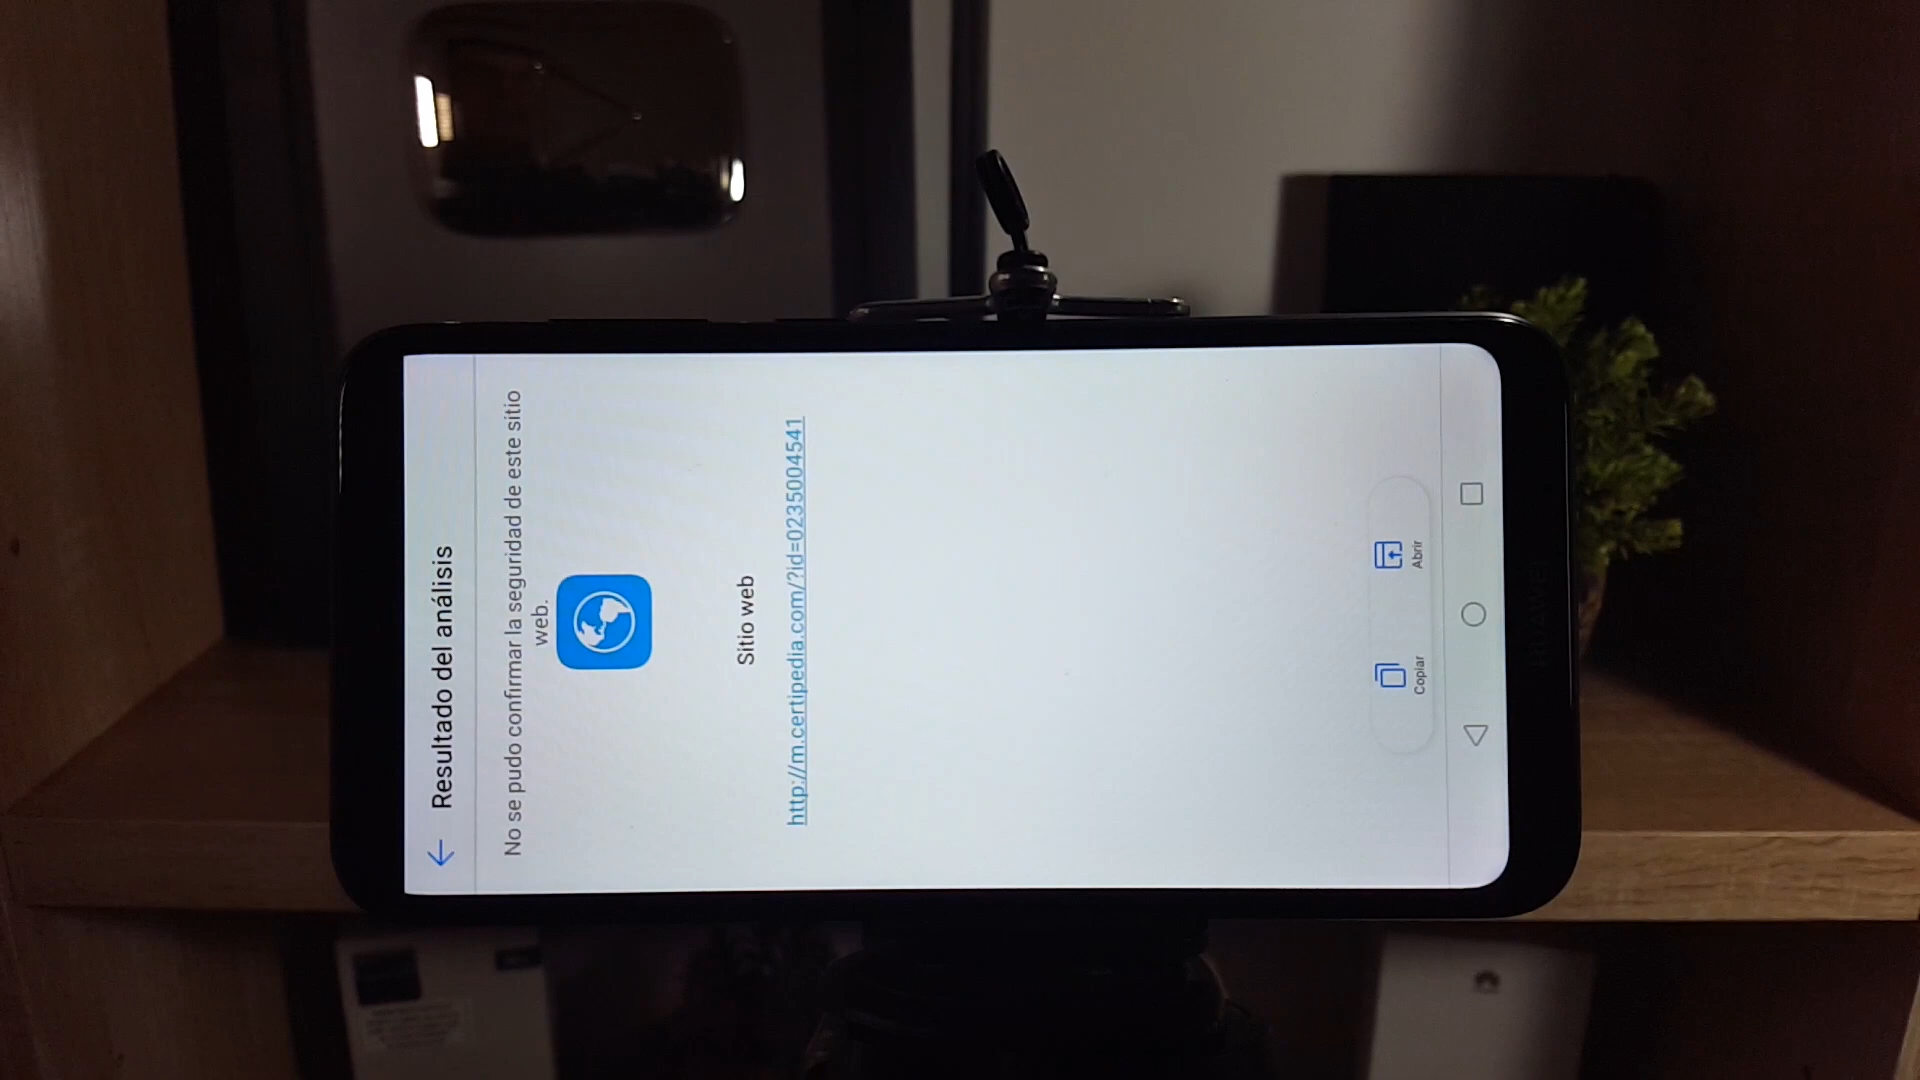 Resultado del análisis
No se pudo confirmar la seguridad de este sitio
web.
Sitio web
http://m.certipedia.com/?id=0235004541
Copiar
Abrir
HUAWEI